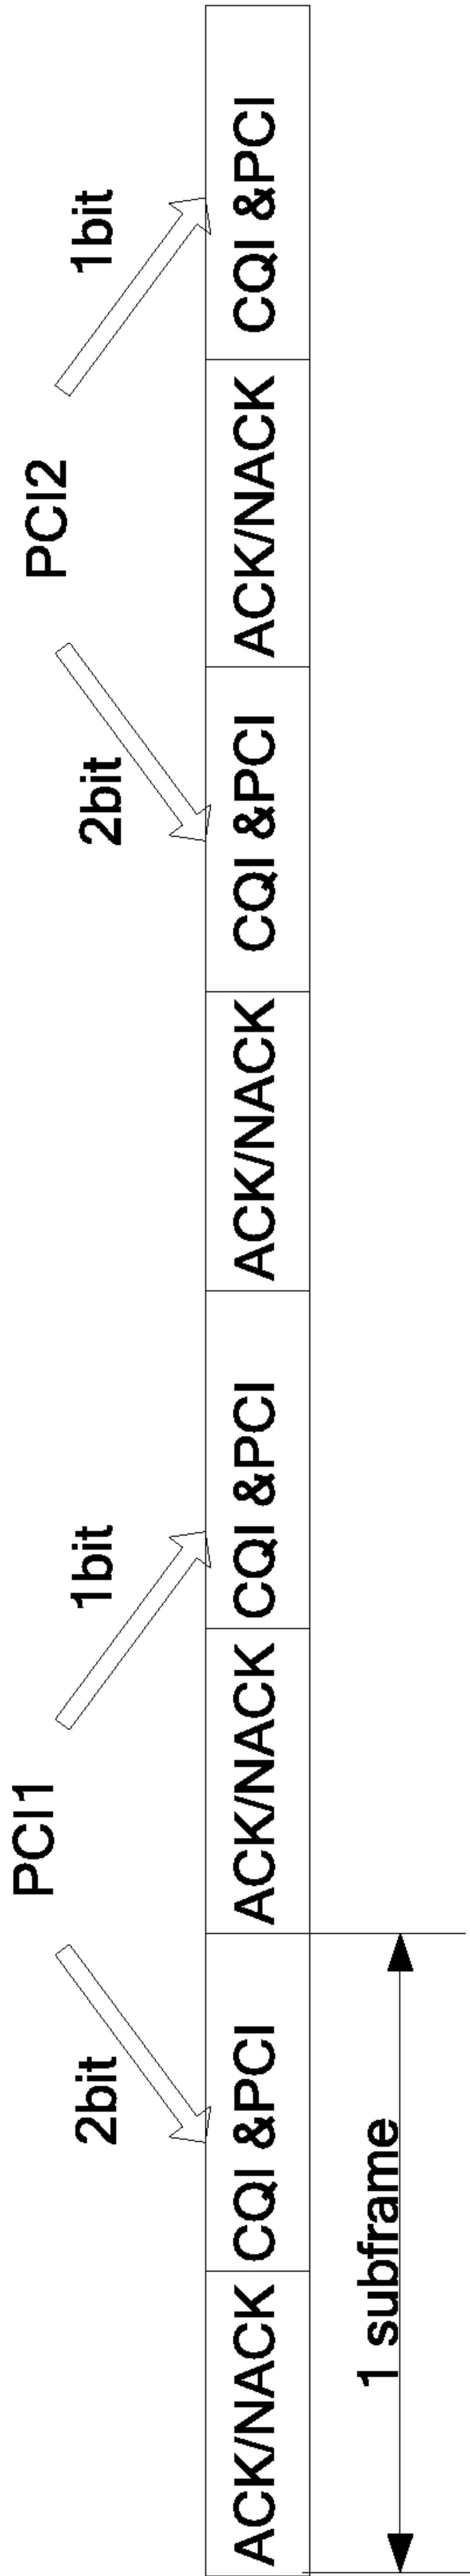 PCI1
PCI2
2bit
1bit
2bit
1bit
ACK/NACK
CQI &PCI
ACK/NACK
CQI &PCI
ACK/NACK
CQI &PCI
ACK/NACK
CQI &PCI
1 subframe